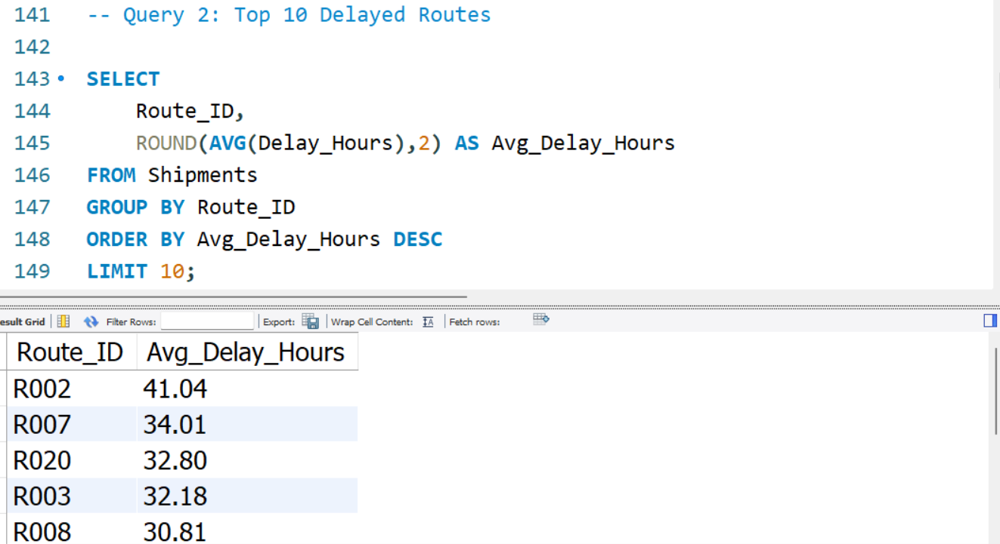 141 -- Query 2: Top 10 Delayed Routes
142
143 SELECT
144 Route_ID,
145 ROUND(AVG(Delay_Hours),2) AS Avg_Delay_Hours
146 FROM Shipments
147 GROUP BY Route_ID
148 ORDER BY Avg_Delay_Hours DESC
149 LIMIT 10;
esult Grid Filter Rows: Export: Wrap Cell Content: IA Fetch rows:
Route_ID Avg_Delay_Hours
R002 41.04
R007 34.01
R020 32.80
R003 32.18
R008 30.81